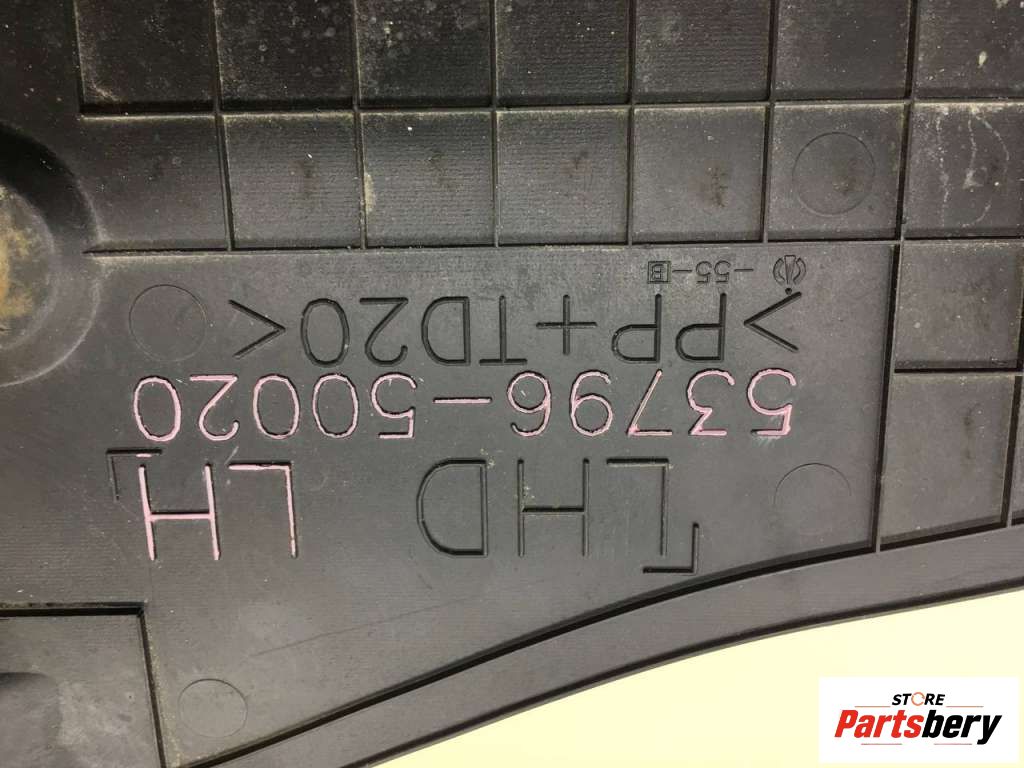 「LHD LH」
53796-50020
>PP+TD20<
-55-B
STORE
Partsbery